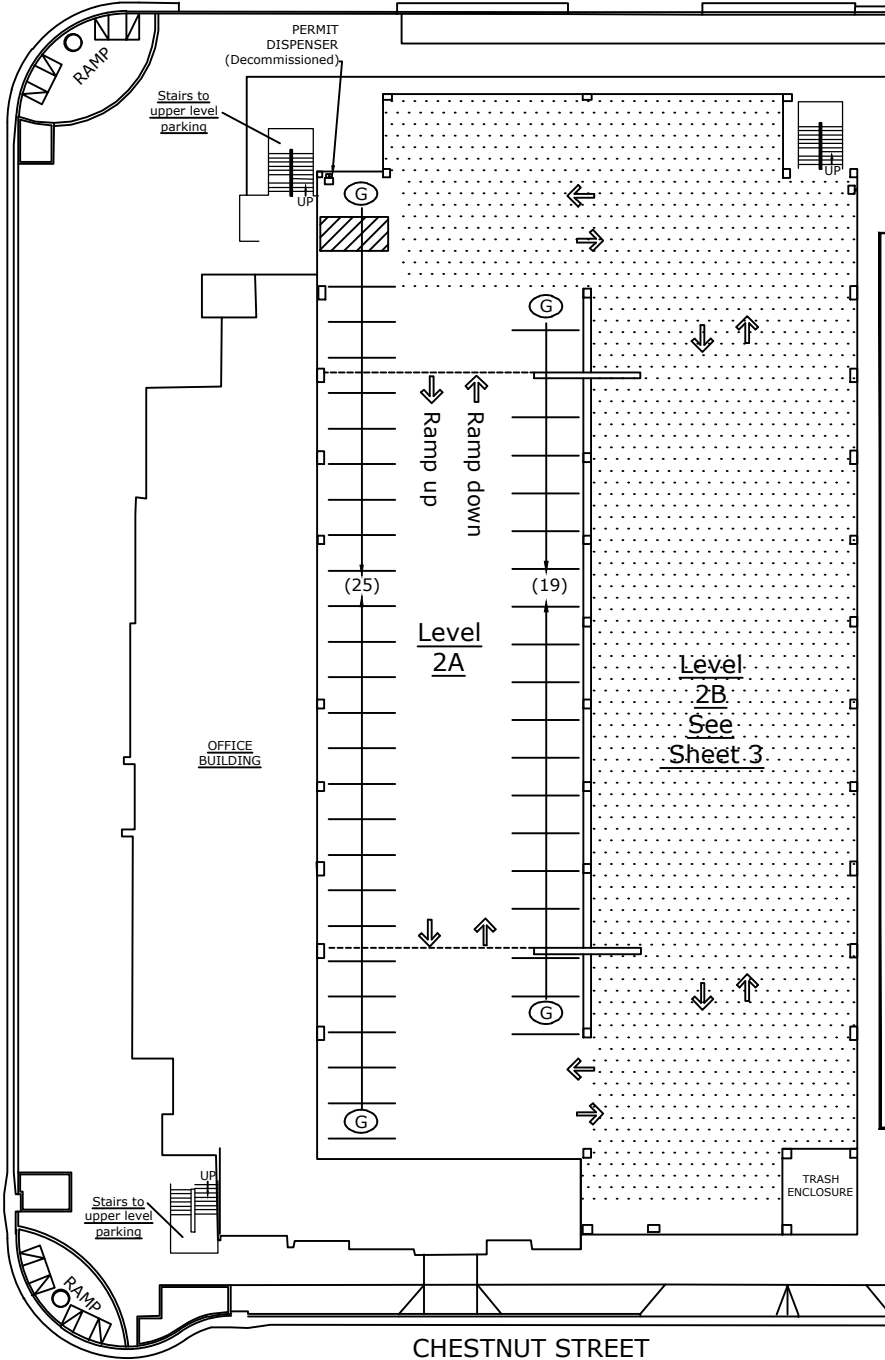 PERMIT
DISPENSER
(Decommissioned)
RAMP
Stairs to
upper level
parking
UP
UP
G
G
Ramp up
Ramp down
(25)
(19)
Level
2A
Level
2B
See
Sheet 3
OFFICE
BUILDING
G
G
UP
TRASH
ENCLOSURE
Stairs to
upper level
parking
RAMP
CHESTNUT STREET